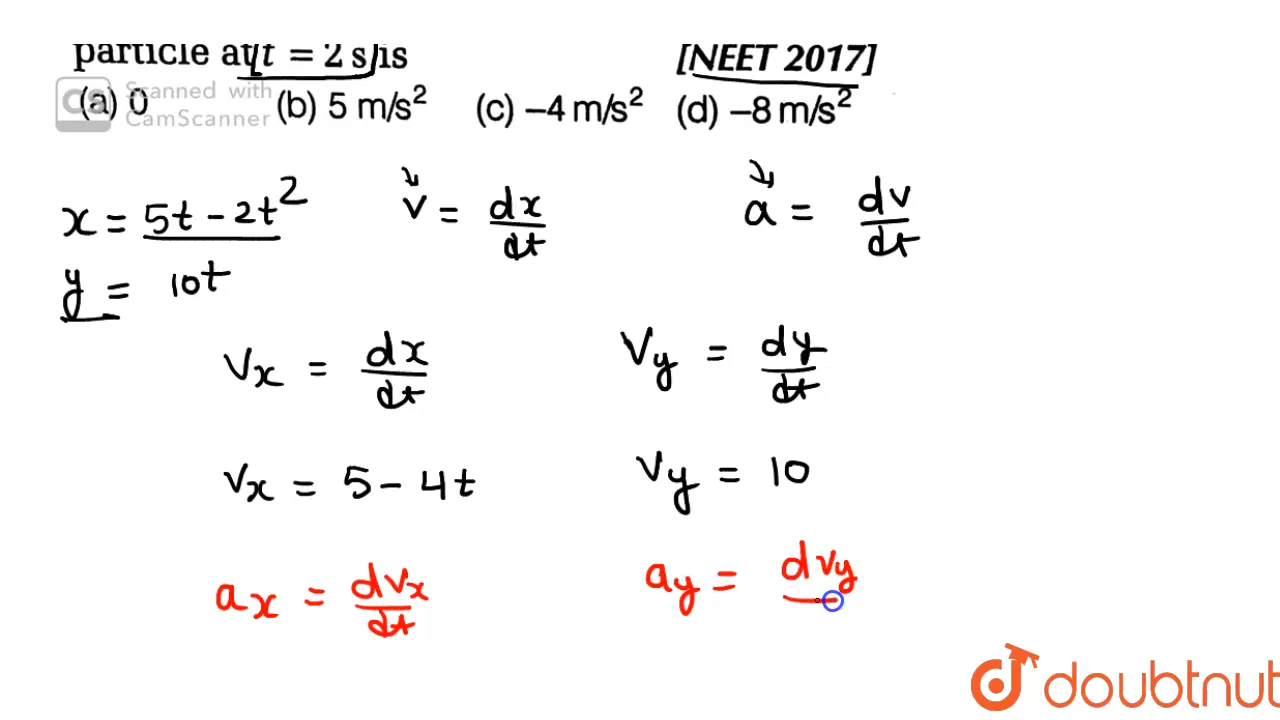 particle at t = 2 s is [NEET 2017]
(a) 0 (b) 5 m/s² (c) –4 m/s² (d) –8 m/s²
CS Scanned with CamScanner
x = 5t - 2t² v = dx/dt a = dv/dt
y = 10t
Vx = dx/dt Vy = dy/dt
Vx = 5 - 4t Vy = 10
ax = dVx/dt ay = dVy
doubtnut